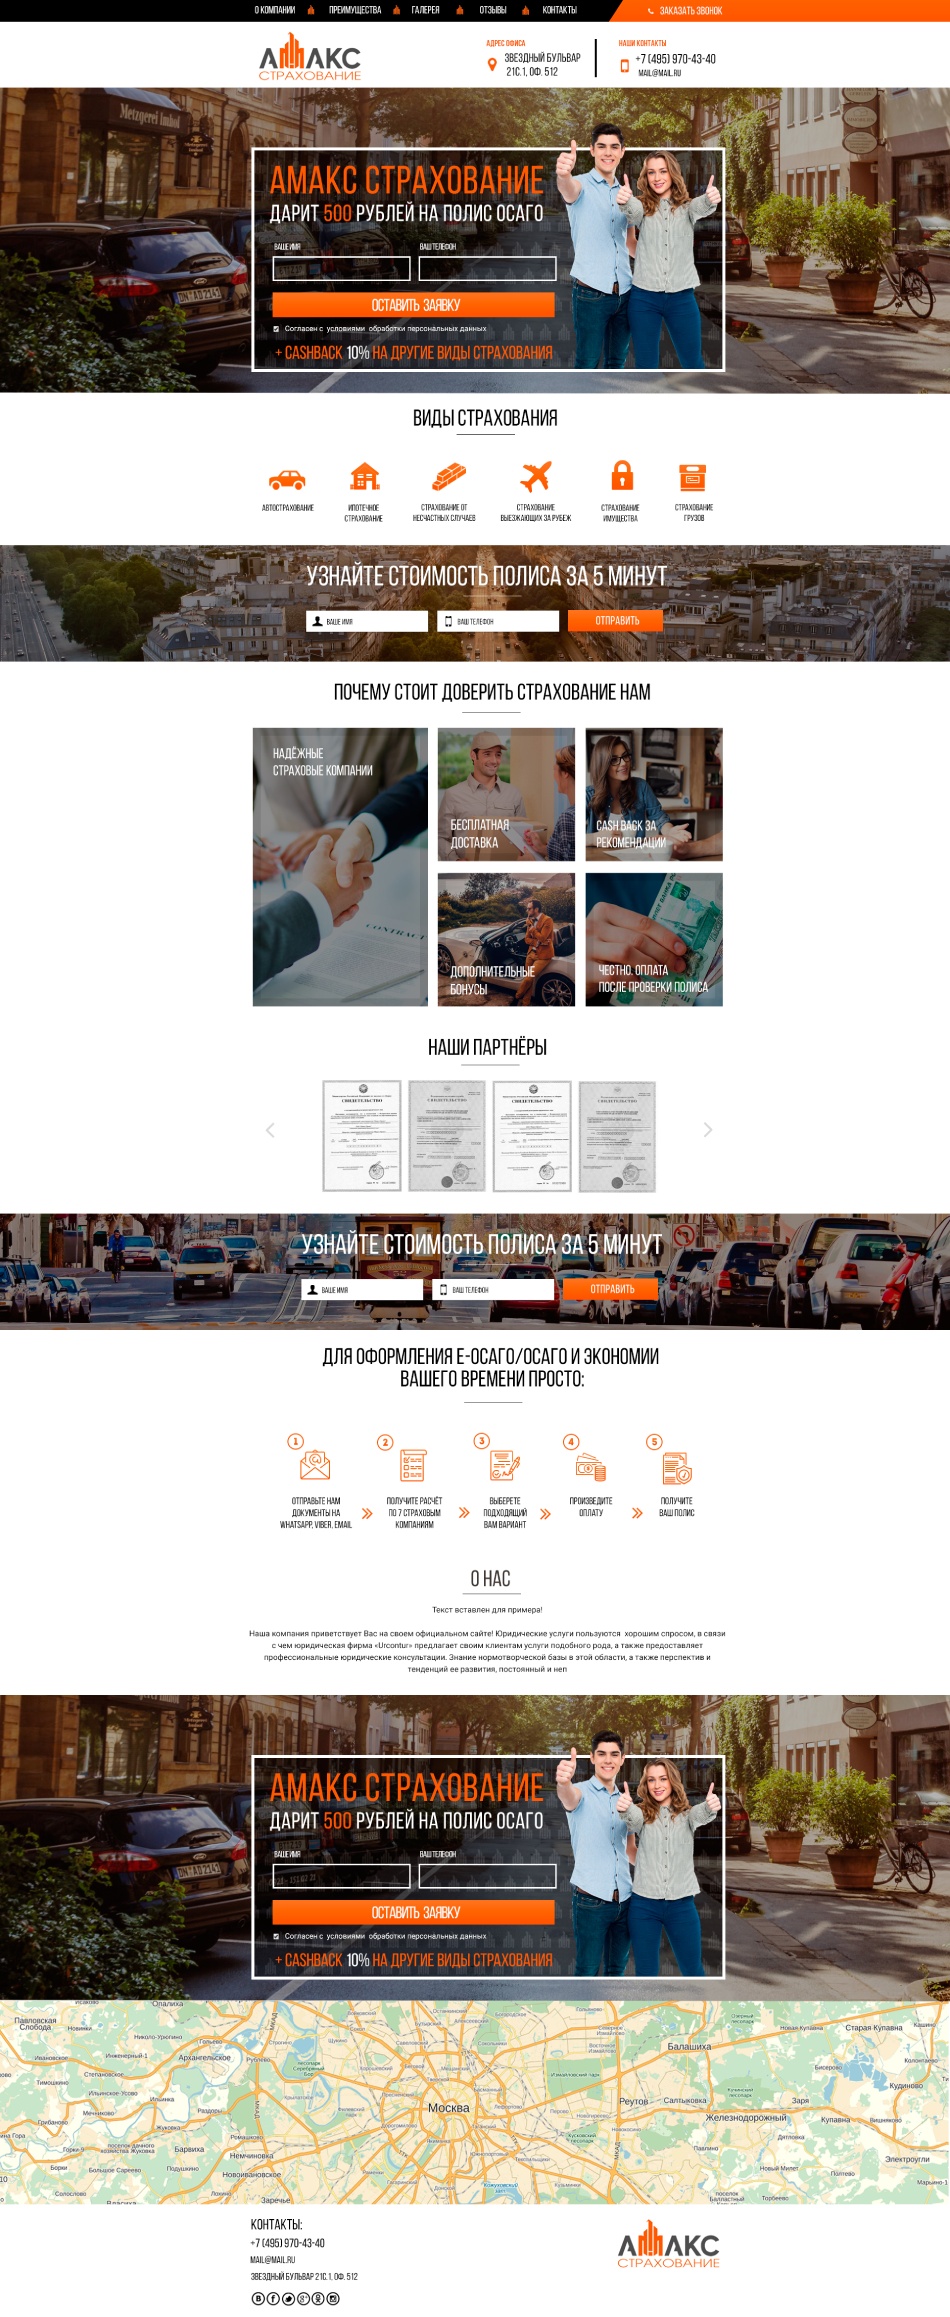 О КОМПАНИИ ПРЕИМУЩЕСТВА ГАЛЕРЕЯ ОТЗЫВЫ КОНТАКТЫ ЗАКАЗАТЬ ЗВОНОК
АМАКС
СТРАХОВАНИЕ
АДРЕС ОФИСА
ЗВЕЗДНЫЙ БУЛЬВАР
21С.1, ОФ. 512
НАШИ КОНТАКТЫ
+7 (495) 970-43-40
MAIL@MAIL.RU
Metzgerei Imhof
АМАКС СТРАХОВАНИЕ
ДАРИТ 500 РУБЛЕЙ НА ПОЛИС ОСАГО
ВАШЕ ИМЯ ВАШ ТЕЛЕФОН
ОСТАВИТЬ ЗАЯВКУ
Согласен с условиями обработки персональных данных
+ CASHBACK 10% НА ДРУГИЕ ВИДЫ СТРАХОВАНИЯ
ВИДЫ СТРАХОВАНИЯ
АВТОСТРАХОВАНИЕ
ИПОТЕЧНОЕ
СТРАХОВАНИЕ
СТРАХОВАНИЕ ОТ
НЕСЧАСТНЫХ СЛУЧАЕВ
СТРАХОВАНИЕ
ВЫЕЗЖАЮЩИХ ЗА РУБЕЖ
СТРАХОВАНИЕ
ИМУЩЕСТВА
СТРАХОВАНИЕ
ГРУЗОВ
УЗНАЙТЕ СТОИМОСТЬ ПОЛИСА ЗА 5 МИНУТ
ВАШЕ ИМЯ ВАШ ТЕЛЕФОН ОТПРАВИТЬ
ПОЧЕМУ СТОИТ ДОВЕРИТЬ СТРАХОВАНИЕ НАМ
НАДЁЖНЫЕ
СТРАХОВЫЕ КОМПАНИИ
CONTRACT
БЕСПЛАТНАЯ
ДОСТАВКА
CASH BACK ЗА
РЕКОМЕНДАЦИИ
ДОПОЛНИТЕЛЬНЫЕ
БОНУСЫ
ЧЕСТНО. ОПЛАТА
ПОСЛЕ ПРОВЕРКИ ПОЛИСА
НАШИ ПАРТНЁРЫ
СВИДЕТЕЛЬСТВО СВИДЕТЕЛЬСТВО СВИДЕТЕЛЬСТВО СВИДЕТЕЛЬСТВО
УЗНАЙТЕ СТОИМОСТЬ ПОЛИСА ЗА 5 МИНУТ
ВАШЕ ИМЯ ВАШ ТЕЛЕФОН ОТПРАВИТЬ
ДЛЯ ОФОРМЛЕНИЯ Е-ОСАГО/ОСАГО И ЭКОНОМИИ
ВАШЕГО ВРЕМЕНИ ПРОСТО:
1 2 3 4 5
ОТПРАВЬТЕ НАМ
ДОКУМЕНТЫ НА
WHATSAPP, VIBER, EMAIL
ПОЛУЧИТЕ РАСЧЁТ
ПО 7 СТРАХОВЫМ
КОМПАНИЯМ
ВЫБЕРЕТЕ
ПОДХОДЯЩИЙ
ВАМ ВАРИАНТ
ПРОИЗВЕДИТЕ
ОПЛАТУ
ПОЛУЧИТЕ
ВАШ ПОЛИС
О НАС
Текст вставлен для примера!
Наша компания приветствует Вас на своем официальном сайте! Юридические услуги пользуются хорошим спросом, в связи
с чем юридическая фирма «Urcontur» предлагает своим клиентам услуги подобного рода, а также предоставляет
профессиональные юридические консультации. Знание нормотворческой базы в этой области, а также перспектив и
тенденций ее развития, постоянный и неп
АМАКС СТРАХОВАНИЕ
ДАРИТ 500 РУБЛЕЙ НА ПОЛИС ОСАГО
ВАШЕ ИМЯ ВАШ ТЕЛЕФОН
ОСТАВИТЬ ЗАЯВКУ
Согласен с условиями обработки персональных данных
+ CASHBACK 10% НА ДРУГИЕ ВИДЫ СТРАХОВАНИЯ
Опалиха
Павловская
Слобода
Новинки
Николо-Урюпино
Архангельское
Балашиха
Старая Купавна
Москва
Реутов
Салтыковка
Заря
Железнодорожный
Купавна
Кудиново
Барвиха
Немчиновка
Новоивановское
Электроугли
Заречье
КОНТАКТЫ:
+7 (495) 970-43-40
MAIL@MAIL.RU
ЗВЕЗДНЫЙ БУЛЬВАР 21С.1, ОФ. 512
АМАКС
СТРАХОВАНИЕ